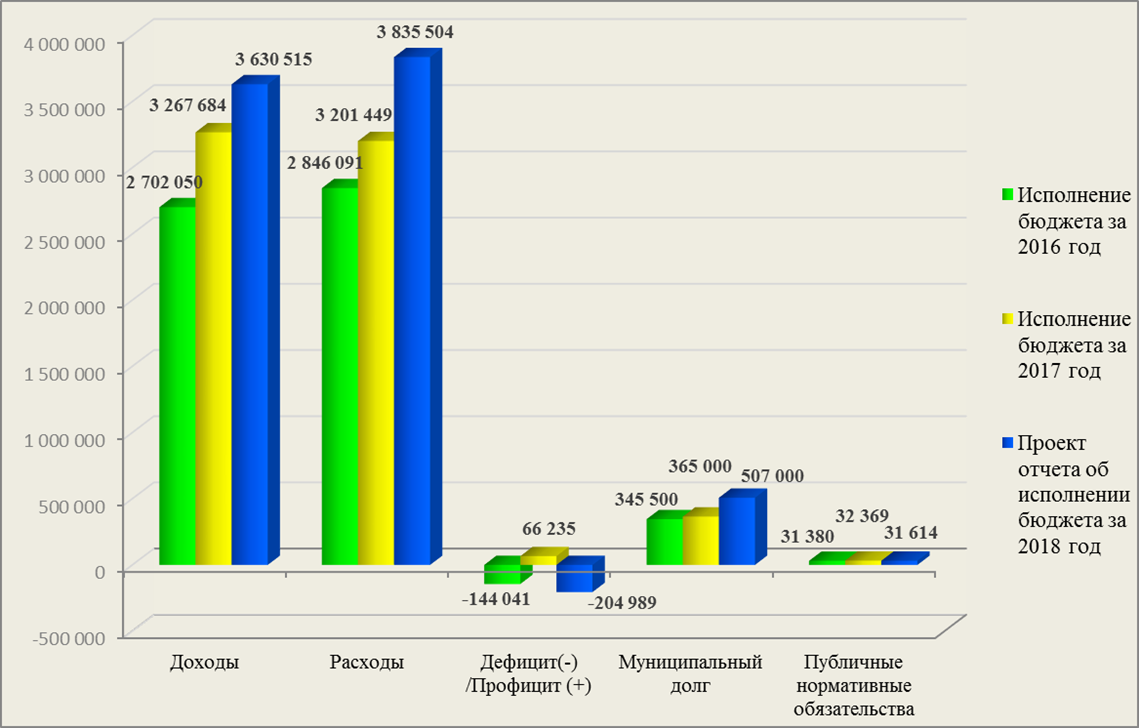 4 000 000
3 500 000
3 000 000
2 500 000
2 000 000
1 500 000
1 000 000
500 000
0
-500 000
2 702 050
3 267 684
3 630 515
2 846 091
3 201 449
3 835 504
-144 041
66 235
-204 989
345 500
365 000
507 000
31 380
32 369
31 614
Доходы
Расходы
Дефицит(-)
/Профицит (+)
Муниципальный
долг
Публичные
нормативные
обязательства
Исполнение
бюджета за
2016 год
Исполнение
бюджета за
2017 год
Проект
отчета об
исполнении
бюджета за
2018 год